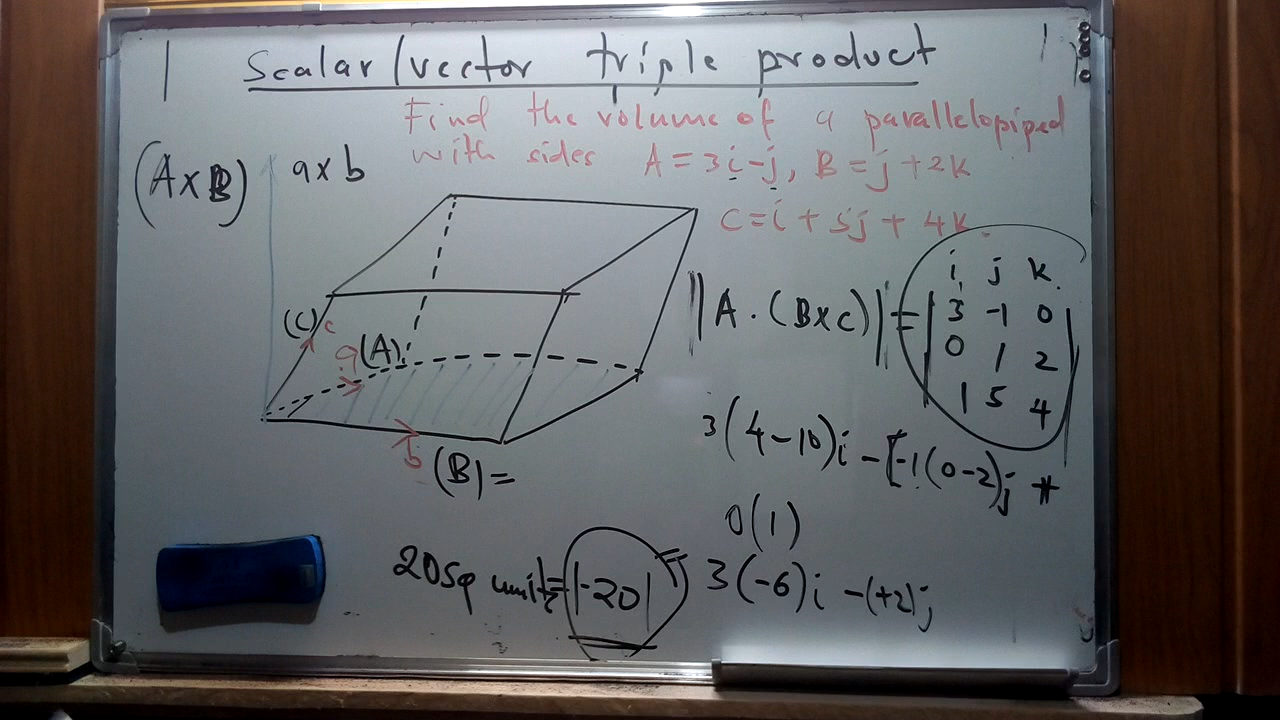 Scalar/vector triple product
Find the volume of a parallelopiped
with sides A = 3i - j, B = j + 2k
C = i + 5j + 4k.
(A×B)
a×b
(C) c
a (A)
b
(B) =
i j k
||A · (B×C)|| = | 3 -1 0
0 1 2
1 5 4 |
3(4-10)i - [-1(0-2)j +
0(1)
3(-6)i - (+2)j
20 sq units = |-20| =